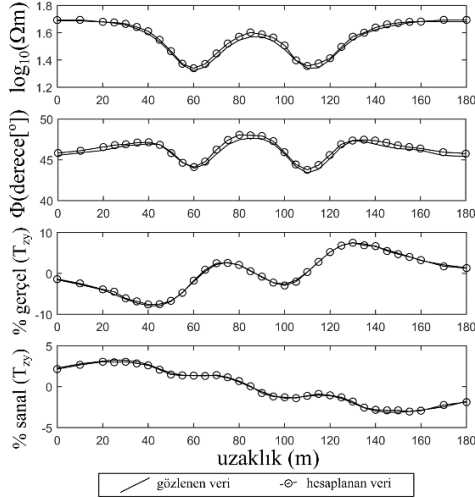 log₁₀(Ωm)
1.6
1.4
1.2
0 20 40 60 80 100 120 140 160 180
Φ(derece[º])
50
45
40
0 20 40 60 80 100 120 140 160 180
% gerçel (Tzy)
10
0
-10
0 20 40 60 80 100 120 140 160 180
% sanal (Tzy)
5
0
-5
0 20 40 60 80 100 120 140 160 180
uzaklık (m)
gözlenen veri hesaplanan veri